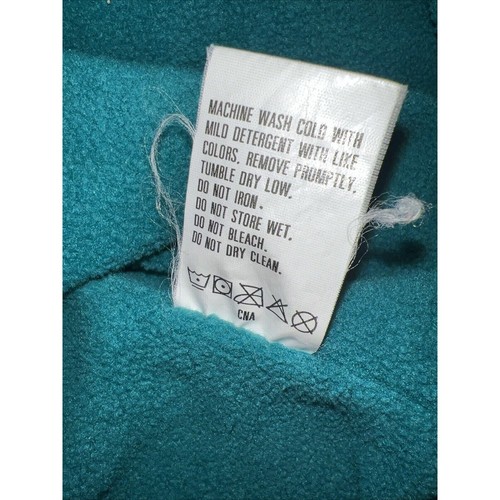 MACHINE WASH COLD WITH
MILD DETERGENT WITH LIKE
COLORS. REMOVE PROMPTLY.
TUMBLE DRY LOW.
DO NOT IRON.
DO NOT STORE WET.
DO NOT BLEACH.
DO NOT DRY CLEAN.
CNA